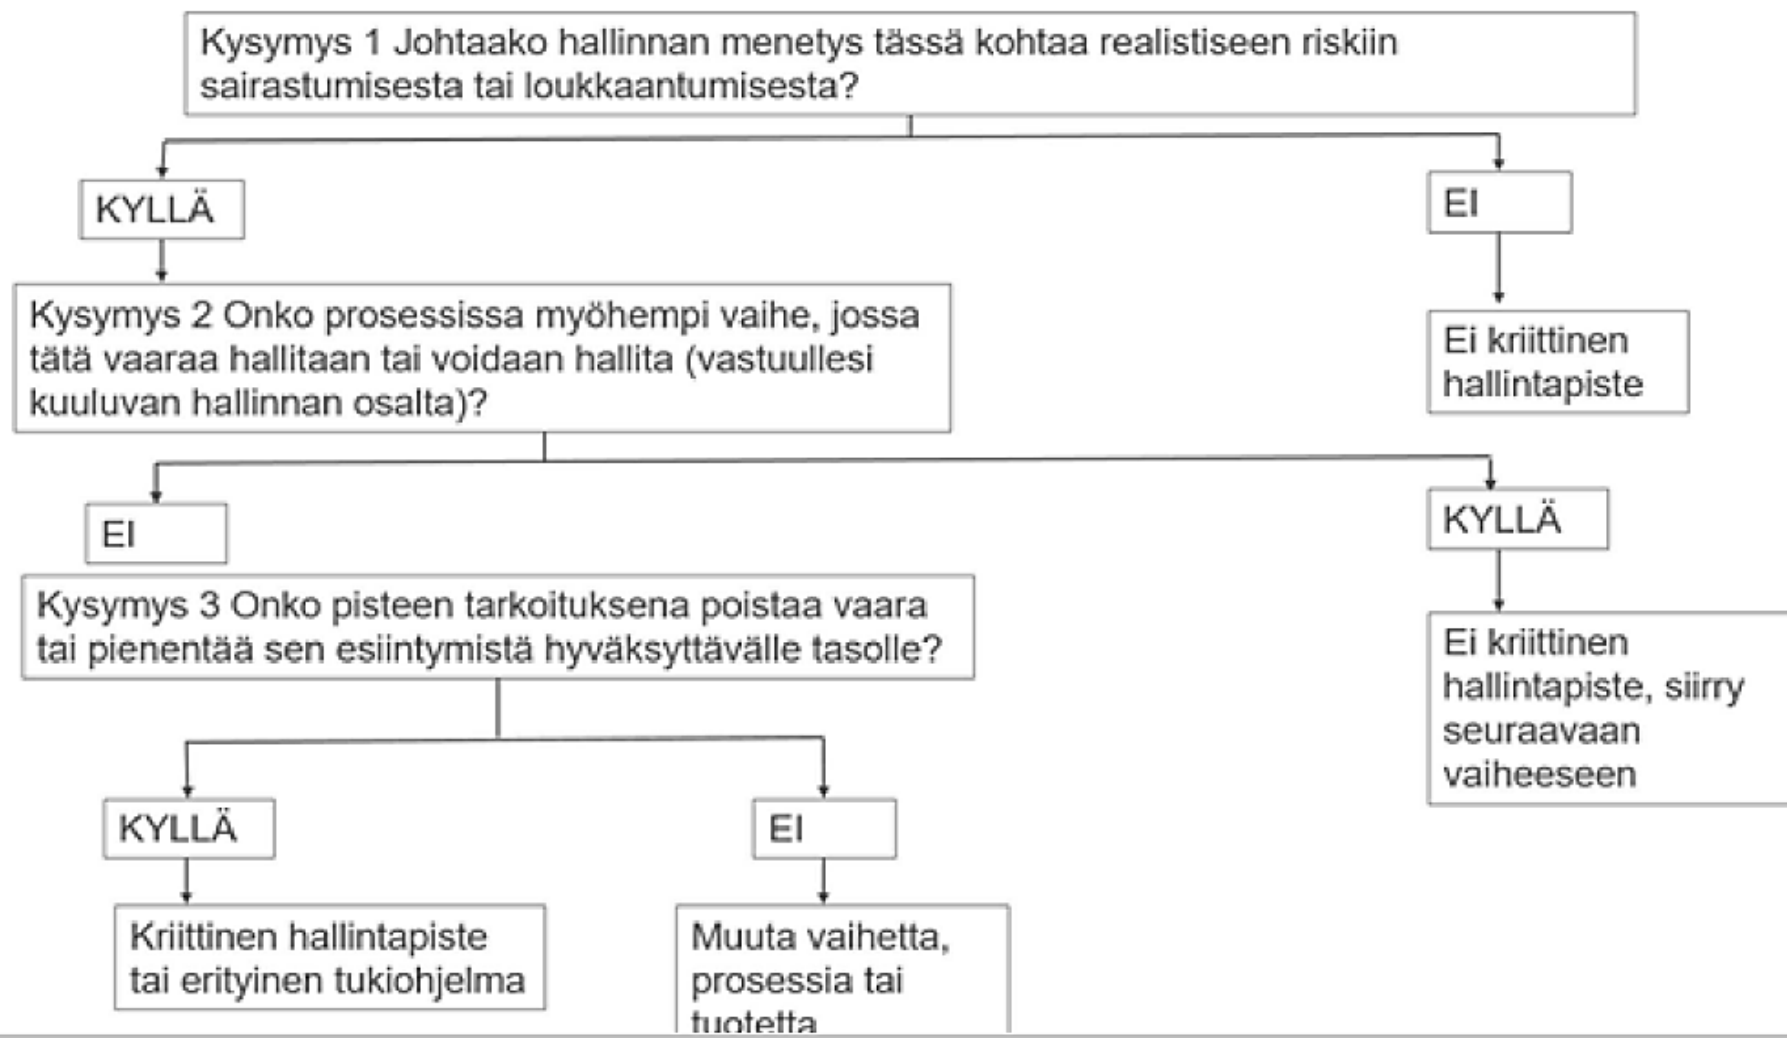 Kysymys 1 Johtaako hallinnan menetys tässä kohtaa realistiseen riskiin
sairastumisesta tai loukkaantumisesta?
KYLLÄ
EI
Kysymys 2 Onko prosessissa myöhempi vaihe, jossa
tätä vaaraa hallitaan tai voidaan hallita (vastuullesi
kuuluvan hallinnan osalta)?
Ei kriittinen
hallintapiste
EI
KYLLÄ
Kysymys 3 Onko pisteen tarkoituksena poistaa vaara
tai pienentää sen esiintymistä hyväksyttävälle tasolle?
Ei kriittinen
hallintapiste, siirry
seuraavaan
vaiheeseen
KYLLÄ
EI
Kriittinen hallintapiste
tai erityinen tukiohjelma
Muuta vaihetta,
prosessia tai
tuotetta